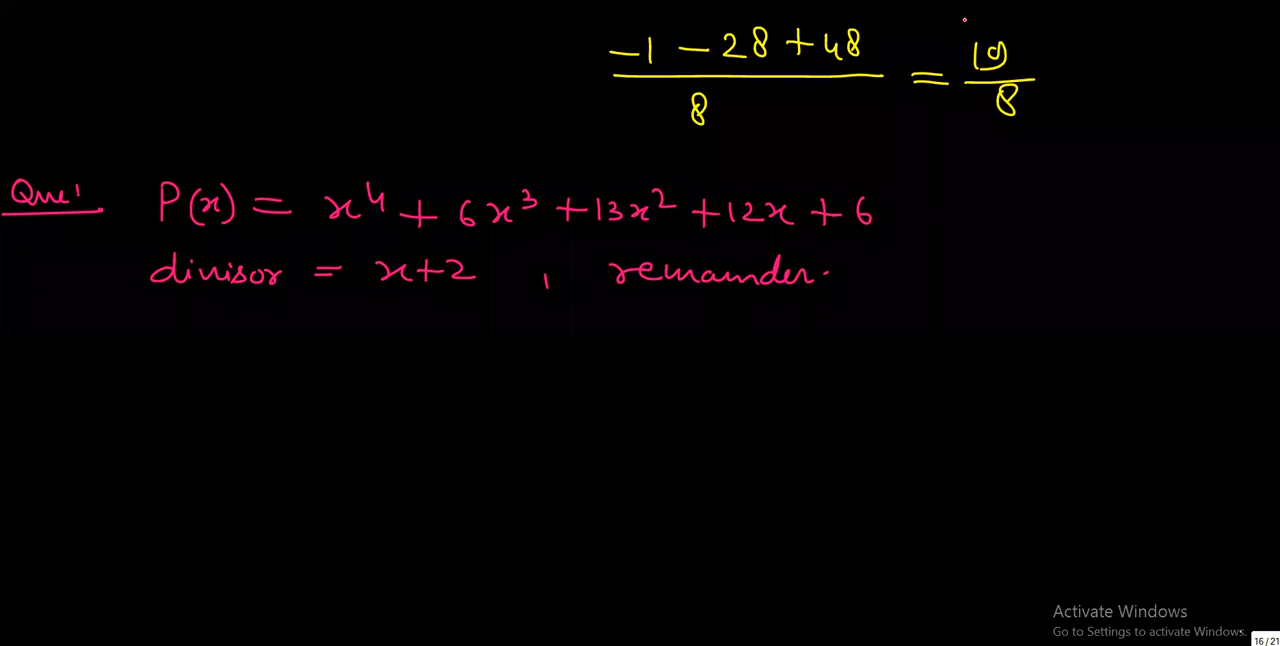 -1 - 28 + 48 / 8 = 19 / 8
Que: P(x) = x⁴ + 6x³ + 13x² + 12x + 6
divisor = x+2 , remainder.
Activate Windows
Go to Settings to activate Windows.
16 / 21